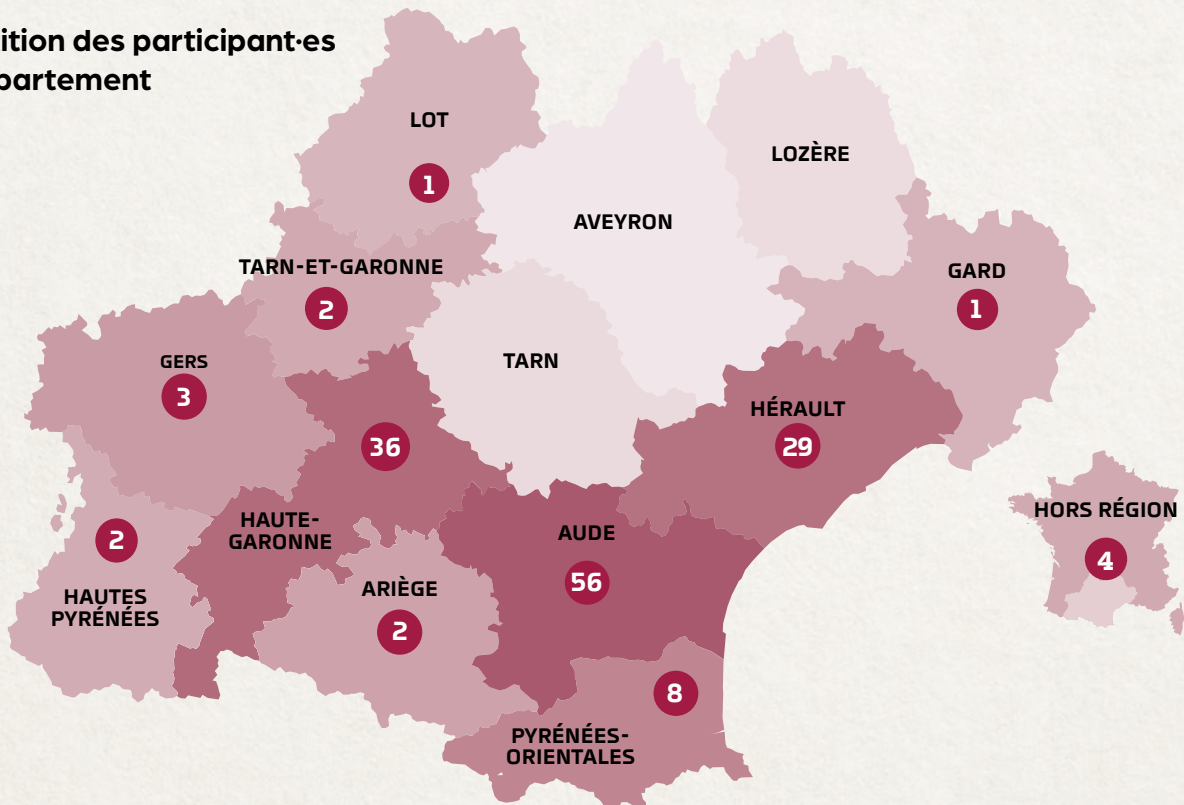 ition des participant·es
partement
LOT
1
LOZÈRE
AVEYRON
TARN-ET-GARONNE
2
GARD
1
GERS
3
TARN
HÉRAULT
29
36
HORS RÉGION
4
HAUTE-
GARONNE
AUDE
56
2
HAUTES
PYRÉNÉES
ARIÈGE
2
8
PYRÉNÉES-
ORIENTALES